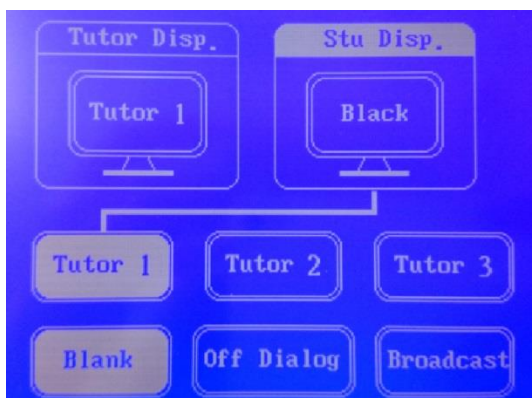 Tutor Disp.
Stu Disp.
Tutor 1
Black
Tutor 1
Tutor 2
Tutor 3
Blank
Off Dialog
Broadcast